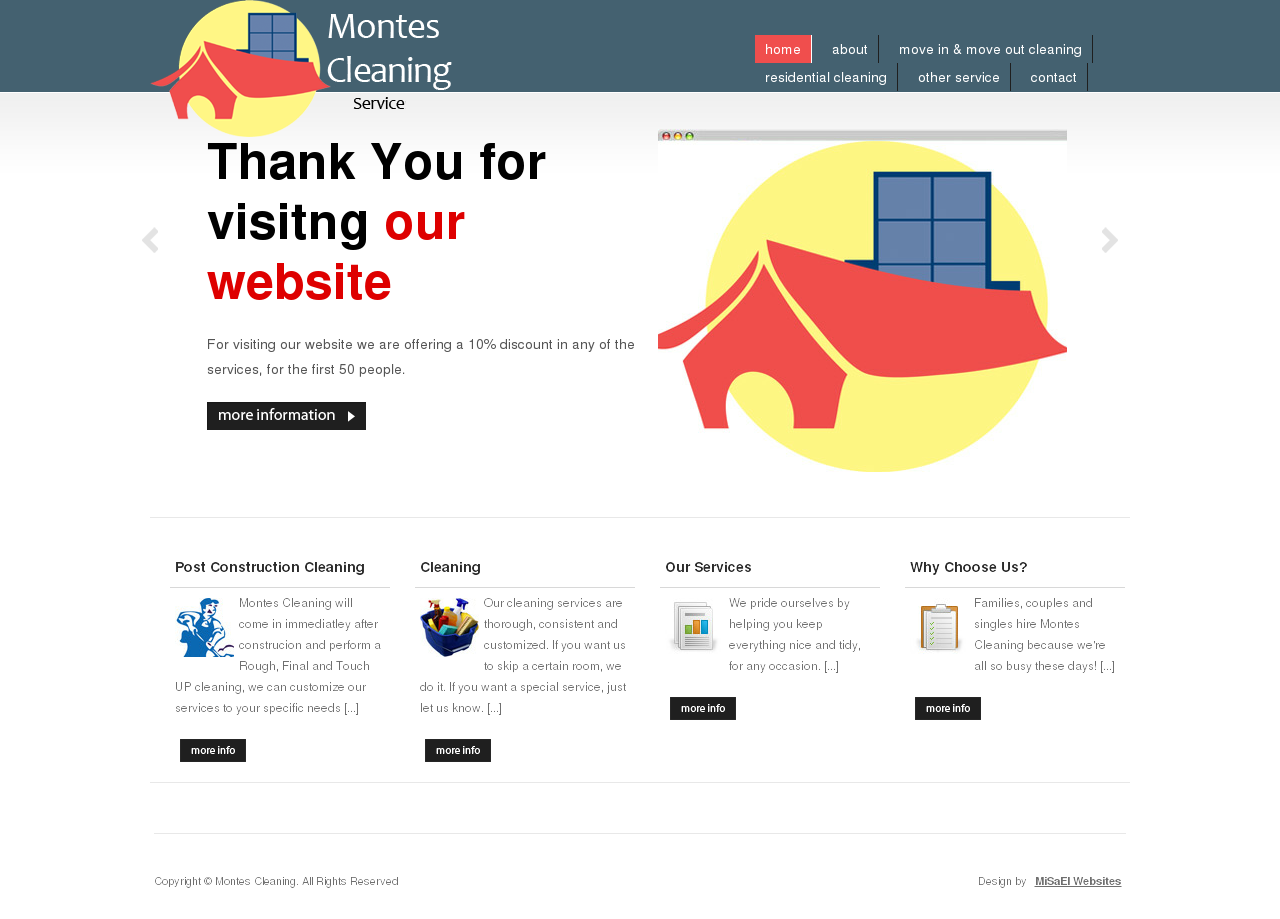 Montes
Cleaning
Service
home about move in & move out cleaning
residential cleaning other service contact
Thank You for
visitng our
website
For visiting our website we are offering a 10% discount in any of the
services, for the first 50 people.
more information
Post Construction Cleaning
Montes Cleaning will
come in immediatley after
construcion and perform a
Rough, Final and Touch
UP cleaning, we can customize our
services to your specific needs [...]
more info
Cleaning
Our cleaning services are
thorough, consistent and
customized. If you want us
to skip a certain room, we
do it. If you want a special service, just
let us know. [...]
more info
Our Services
We pride ourselves by
helping you keep
everything nice and tidy,
for any occasion. [...]
more info
Why Choose Us?
Families, couples and
singles hire Montes
Cleaning because we're
all so busy these days! [...]
more info
Copyright © Montes Cleaning. All Rights Reserved
Design by MiSaEl Websites